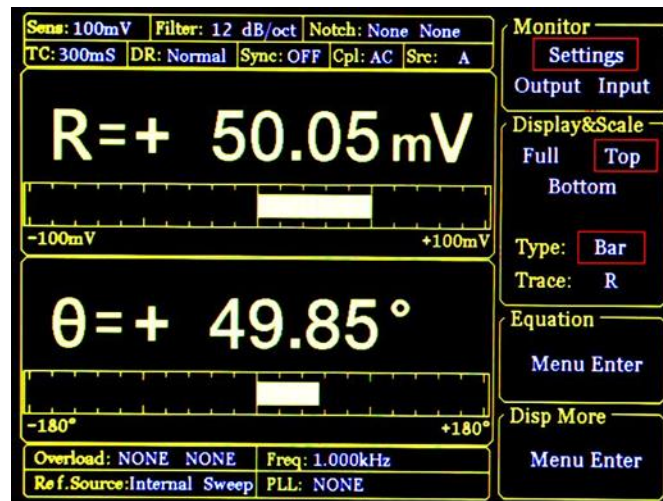 Sens: 100mV Filter: 12 dB/oct Notch: None None
TC: 300mS DR: Normal Sync: OFF Cpl: AC Src: A
R=+ 50.05 mV
-100mV +100mV
θ=+ 49.85°
-180° +180°
Overload: NONE NONE Freq: 1.000kHz
Ref.Source:Internal Sweep PLL: NONE
Monitor
Settings
Output Input
Display&Scale
Full Top
Bottom
Type: Bar
Trace: R
Equation
Menu Enter
Disp More
Menu Enter